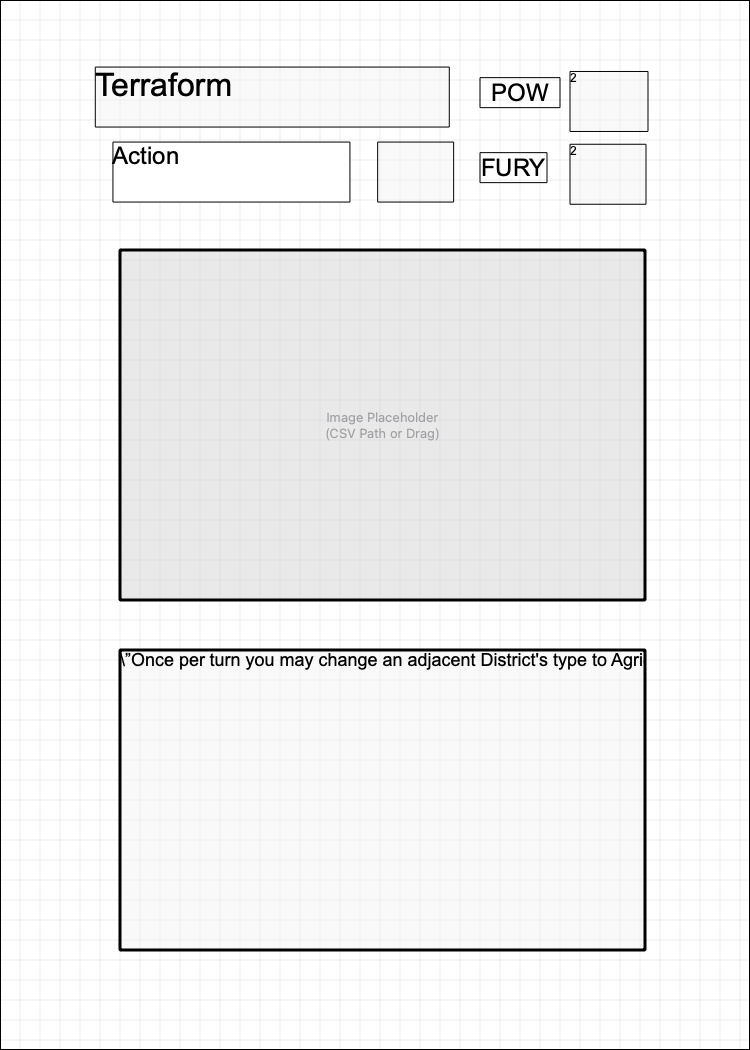 Terraform
POW
2
Action
FURY
2
Image Placeholder
(CSV Path or Drag)
\”Once per turn you may change an adjacent District's type to Agri